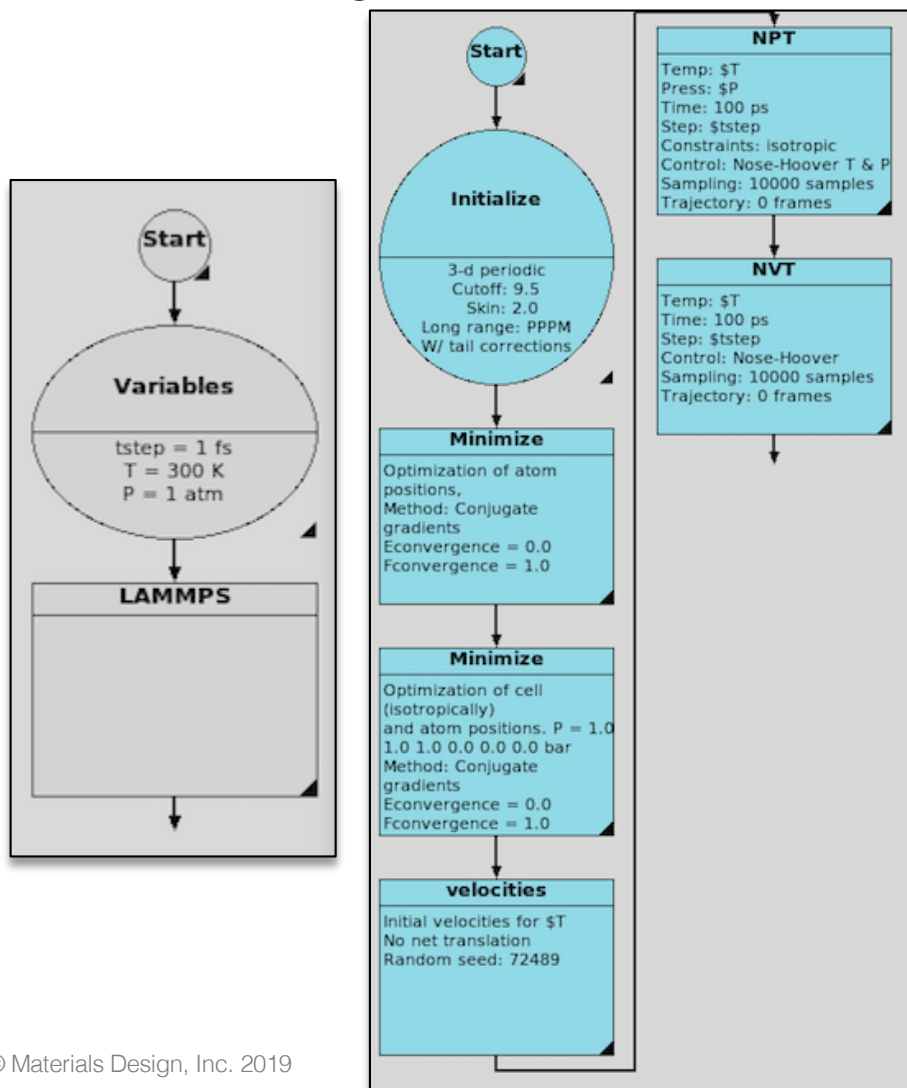 Start
Variables
tstep = 1 fs
T = 300 K
P = 1 atm
LAMMPS
Start
Initialize
3-d periodic
Cutoff: 9.5
Skin: 2.0
Long range: PPPM
W/ tail corrections
Minimize
Optimization of atom
positions,
Method: Conjugate
gradients
Econvergence = 0.0
Fconvergence = 1.0
Minimize
Optimization of cell
(isotropically)
and atom positions. P = 1.0
1.0 1.0 0.0 0.0 0.0 bar
Method: Conjugate
gradients
Econvergence = 0.0
Fconvergence = 1.0
velocities
Initial velocities for $T
No net translation
Random seed: 72489
NPT
Temp: $T
Press: $P
Time: 100 ps
Step: $tstep
Constraints: isotropic
Control: Nose-Hoover T & P
Sampling: 10000 samples
Trajectory: 0 frames
NVT
Temp: $T
Time: 100 ps
Step: $tstep
Control: Nose-Hoover
Sampling: 10000 samples
Trajectory: 0 frames
© Materials Design, Inc. 2019